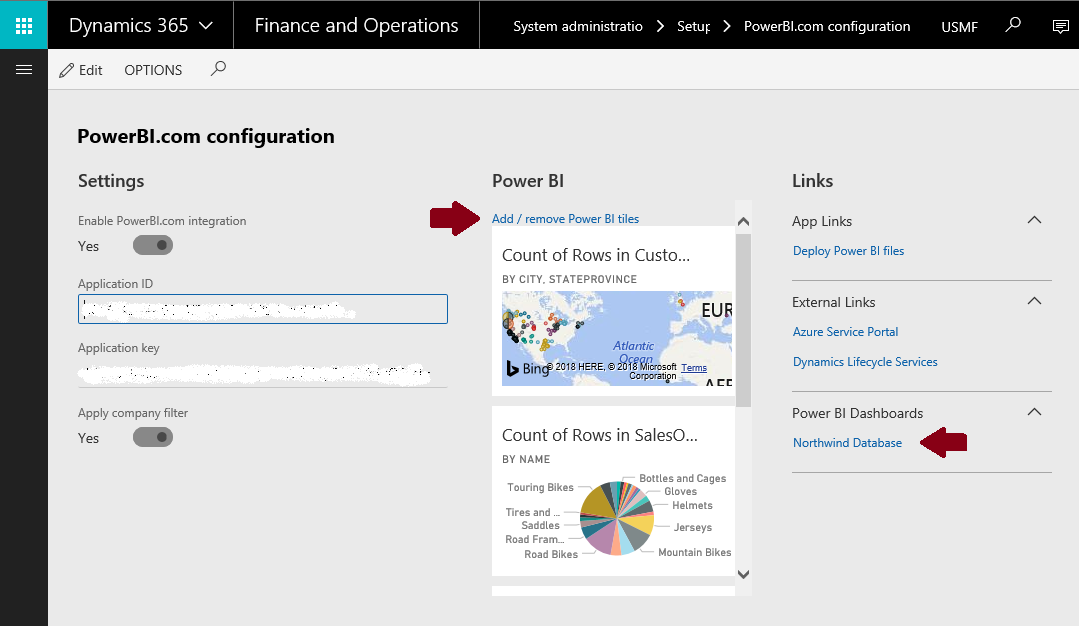 Dynamics 365
Finance and Operations
System administratio
Setup
PowerBI.com configuration
USMF
Edit
OPTIONS
PowerBI.com configuration
Settings
Enable PowerBI.com integration
Yes
Application ID
Application key
Apply company filter
Yes
Power BI
Add / remove Power BI tiles
Count of Rows in Custo...
BY CITY, STATEPROVINCE
EUR
Atlantic
Ocean
Bing
© 2018 HERE, © 2018 Microsoft
Corporation
Terms
AFR
Count of Rows in SalesO...
BY NAME
Bottles and Cages
Touring Bikes
Gloves
Helmets
Tires and ...
Saddles
Jerseys
Road Fram...
Road Bikes
Mountain Bikes
Links
App Links
Deploy Power BI files
External Links
Azure Service Portal
Dynamics Lifecycle Services
Power BI Dashboards
Northwind Database